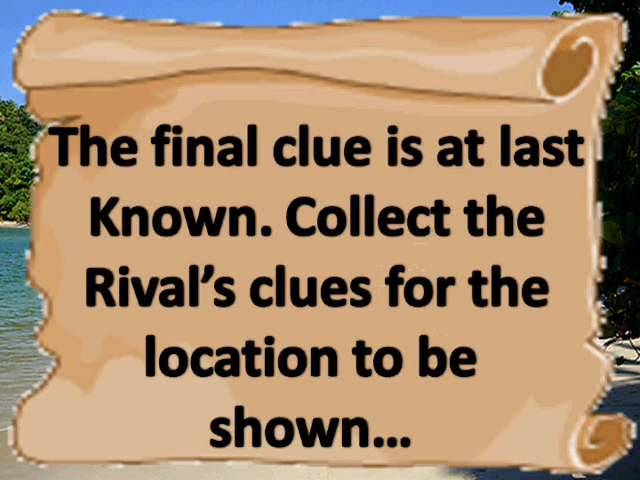 The final clue is at last
Known. Collect the
Rival’s clues for the
location to be
shown...